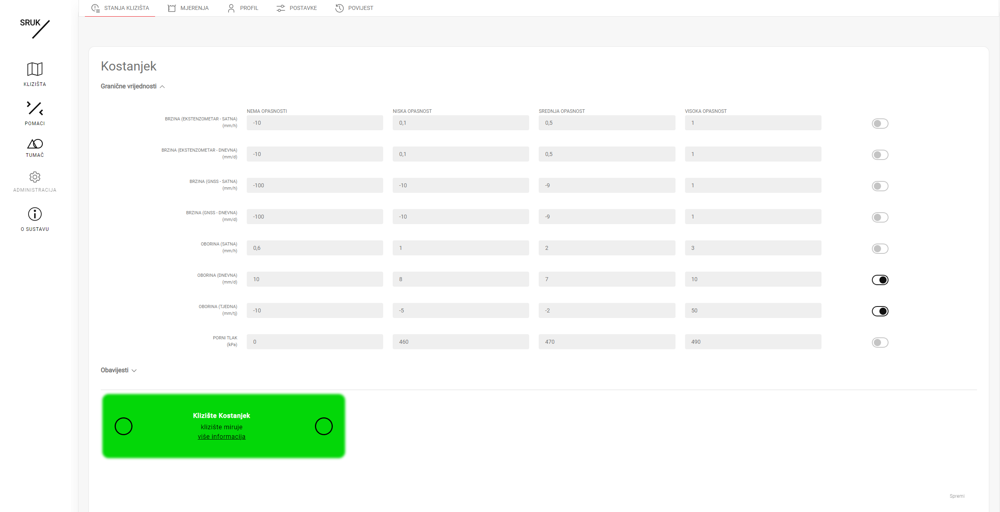 STANJA KLIZIŠTA MJERENJA PROFIL POSTAVKE POVIJEST
SRUK
KLIZIŠTA
POMACI
TUMAČ
ADMINISTRACIJA
O SUSTAVU
Kostanjek
Granične vrijednosti
NEMA OPASNOSTI NISKA OPASNOST SREDNJA OPASNOST VISOKA OPASNOST
BRZINA (EKSTENZOMETAR - SATNA)
(mm/h)
-10 0,1 0,5 1
BRZINA (EKSTENZOMETAR - DNEVNA)
(mm/d)
-10 0,1 0,5 1
BRZINA (GNSS - SATNA)
(mm/h)
-100 -10 -9 1
BRZINA (GNSS - DNEVNA)
(mm/d)
-100 -10 -9 1
OBORINA (SATNA)
(mm/h)
0,6 1 2 3
OBORINA (DNEVNA)
(mm/d)
10 8 7 10
OBORINA (TJEDNA)
(mm/tj)
-10 -5 -2 50
PORNI TLAK
(kPa)
0 460 470 490
Obavijesti
Klizište Kostanjek
klizište miruje
više informacija
Spremi